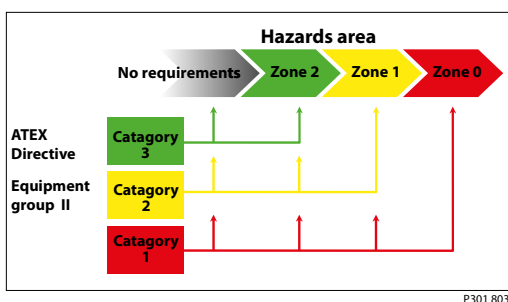 Hazards area
No requirements Zone 2 Zone 1 Zone 0
ATEX
Directive
Catagory
3
Equipment
group II
Catagory
2
Catagory
1
P301 803